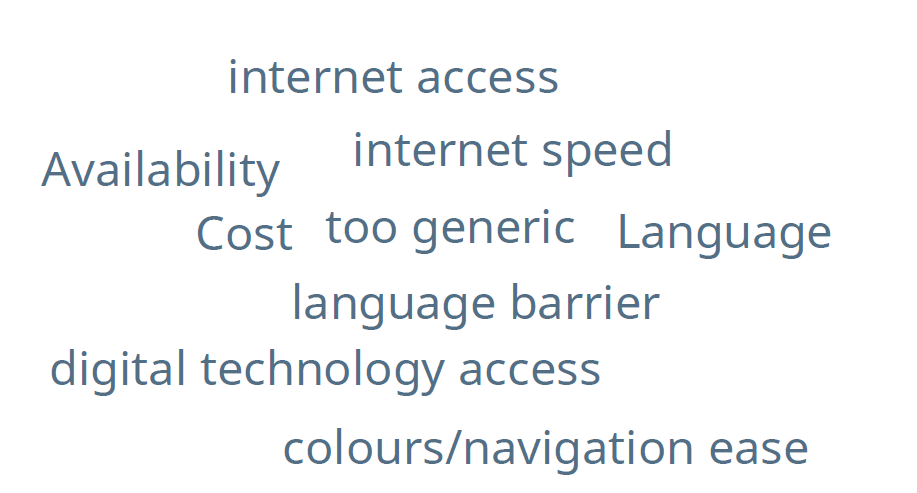 internet access
internet speed
Availability
too generic
Cost
Language
language barrier
digital technology access
colours/navigation ease